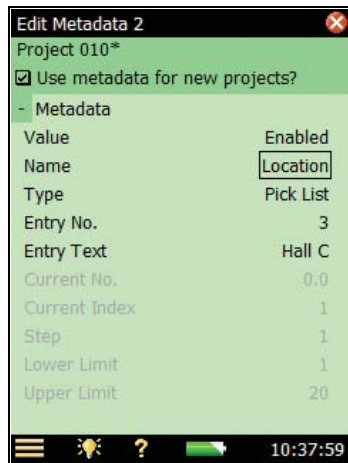 Edit Metadata 2
Project 010*
Use metadata for new projects?
- Metadata
Value Enabled
Name Location
Type Pick List
Entry No. 3
Entry Text Hall C
Current No. 0.0
Current Index 1
Step 1
Lower Limit 1
Upper Limit 20
? 10:37:59